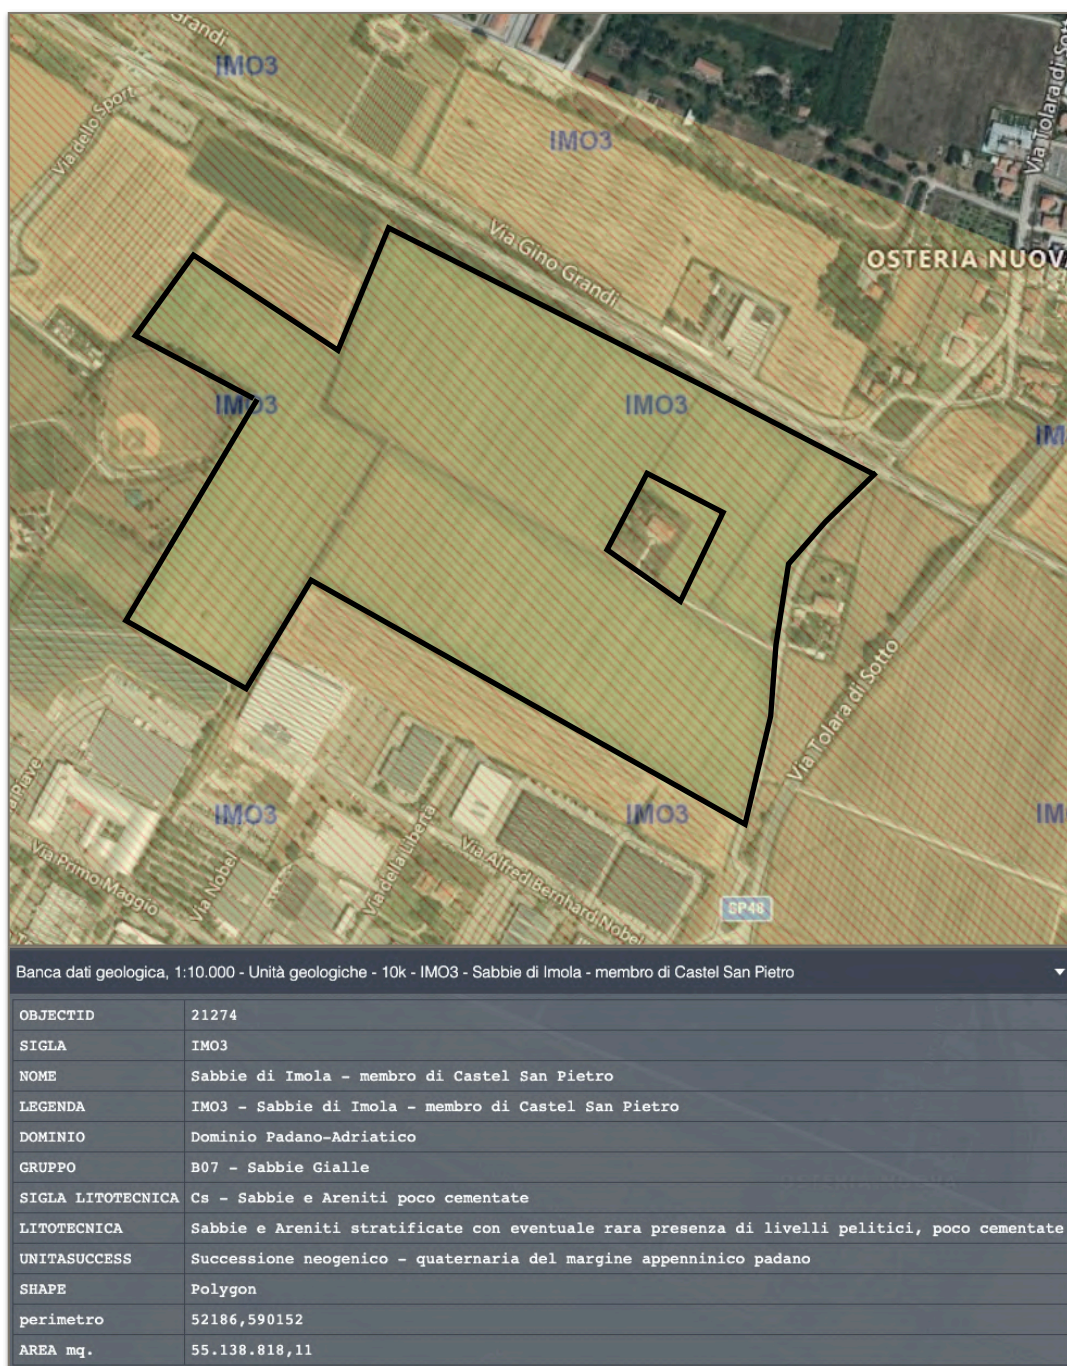 Grandi
IMO3
Via dello Sport
IMO3
Via Tolara di Sot
Via Gino Grandi
OSTERIA NUOVA
IMO3
IMO3
IM
Via Tolara di Sotto
Piave
IMO3
IMO3
IM
Via Primo Maggio
Via Nobel
Via della Libertà
Via Alfred Bernhard Nobel
SP48
Banca dati geologica, 1:10.000 - Unità geologiche - 10k - IMO3 - Sabbie di Imola - membro di Castel San Pietro
OBJECTID 21274
SIGLA IMO3
NOME Sabbie di Imola - membro di Castel San Pietro
LEGENDA IMO3 - Sabbie di Imola - membro di Castel San Pietro
DOMINIO Dominio Padano-Adriatico
GRUPPO B07 - Sabbie Gialle
SIGLA LITOTECNICA Cs - Sabbie e Areniti poco cementate
LITOTECNICA Sabbie e Areniti stratificate con eventuale rara presenza di livelli pelitici, poco cementate
UNITASUCCESS Successione neogenico - quaternaria del margine appenninico padano
SHAPE Polygon
perimetro 52186,590152
AREA mq. 55.138.818,11